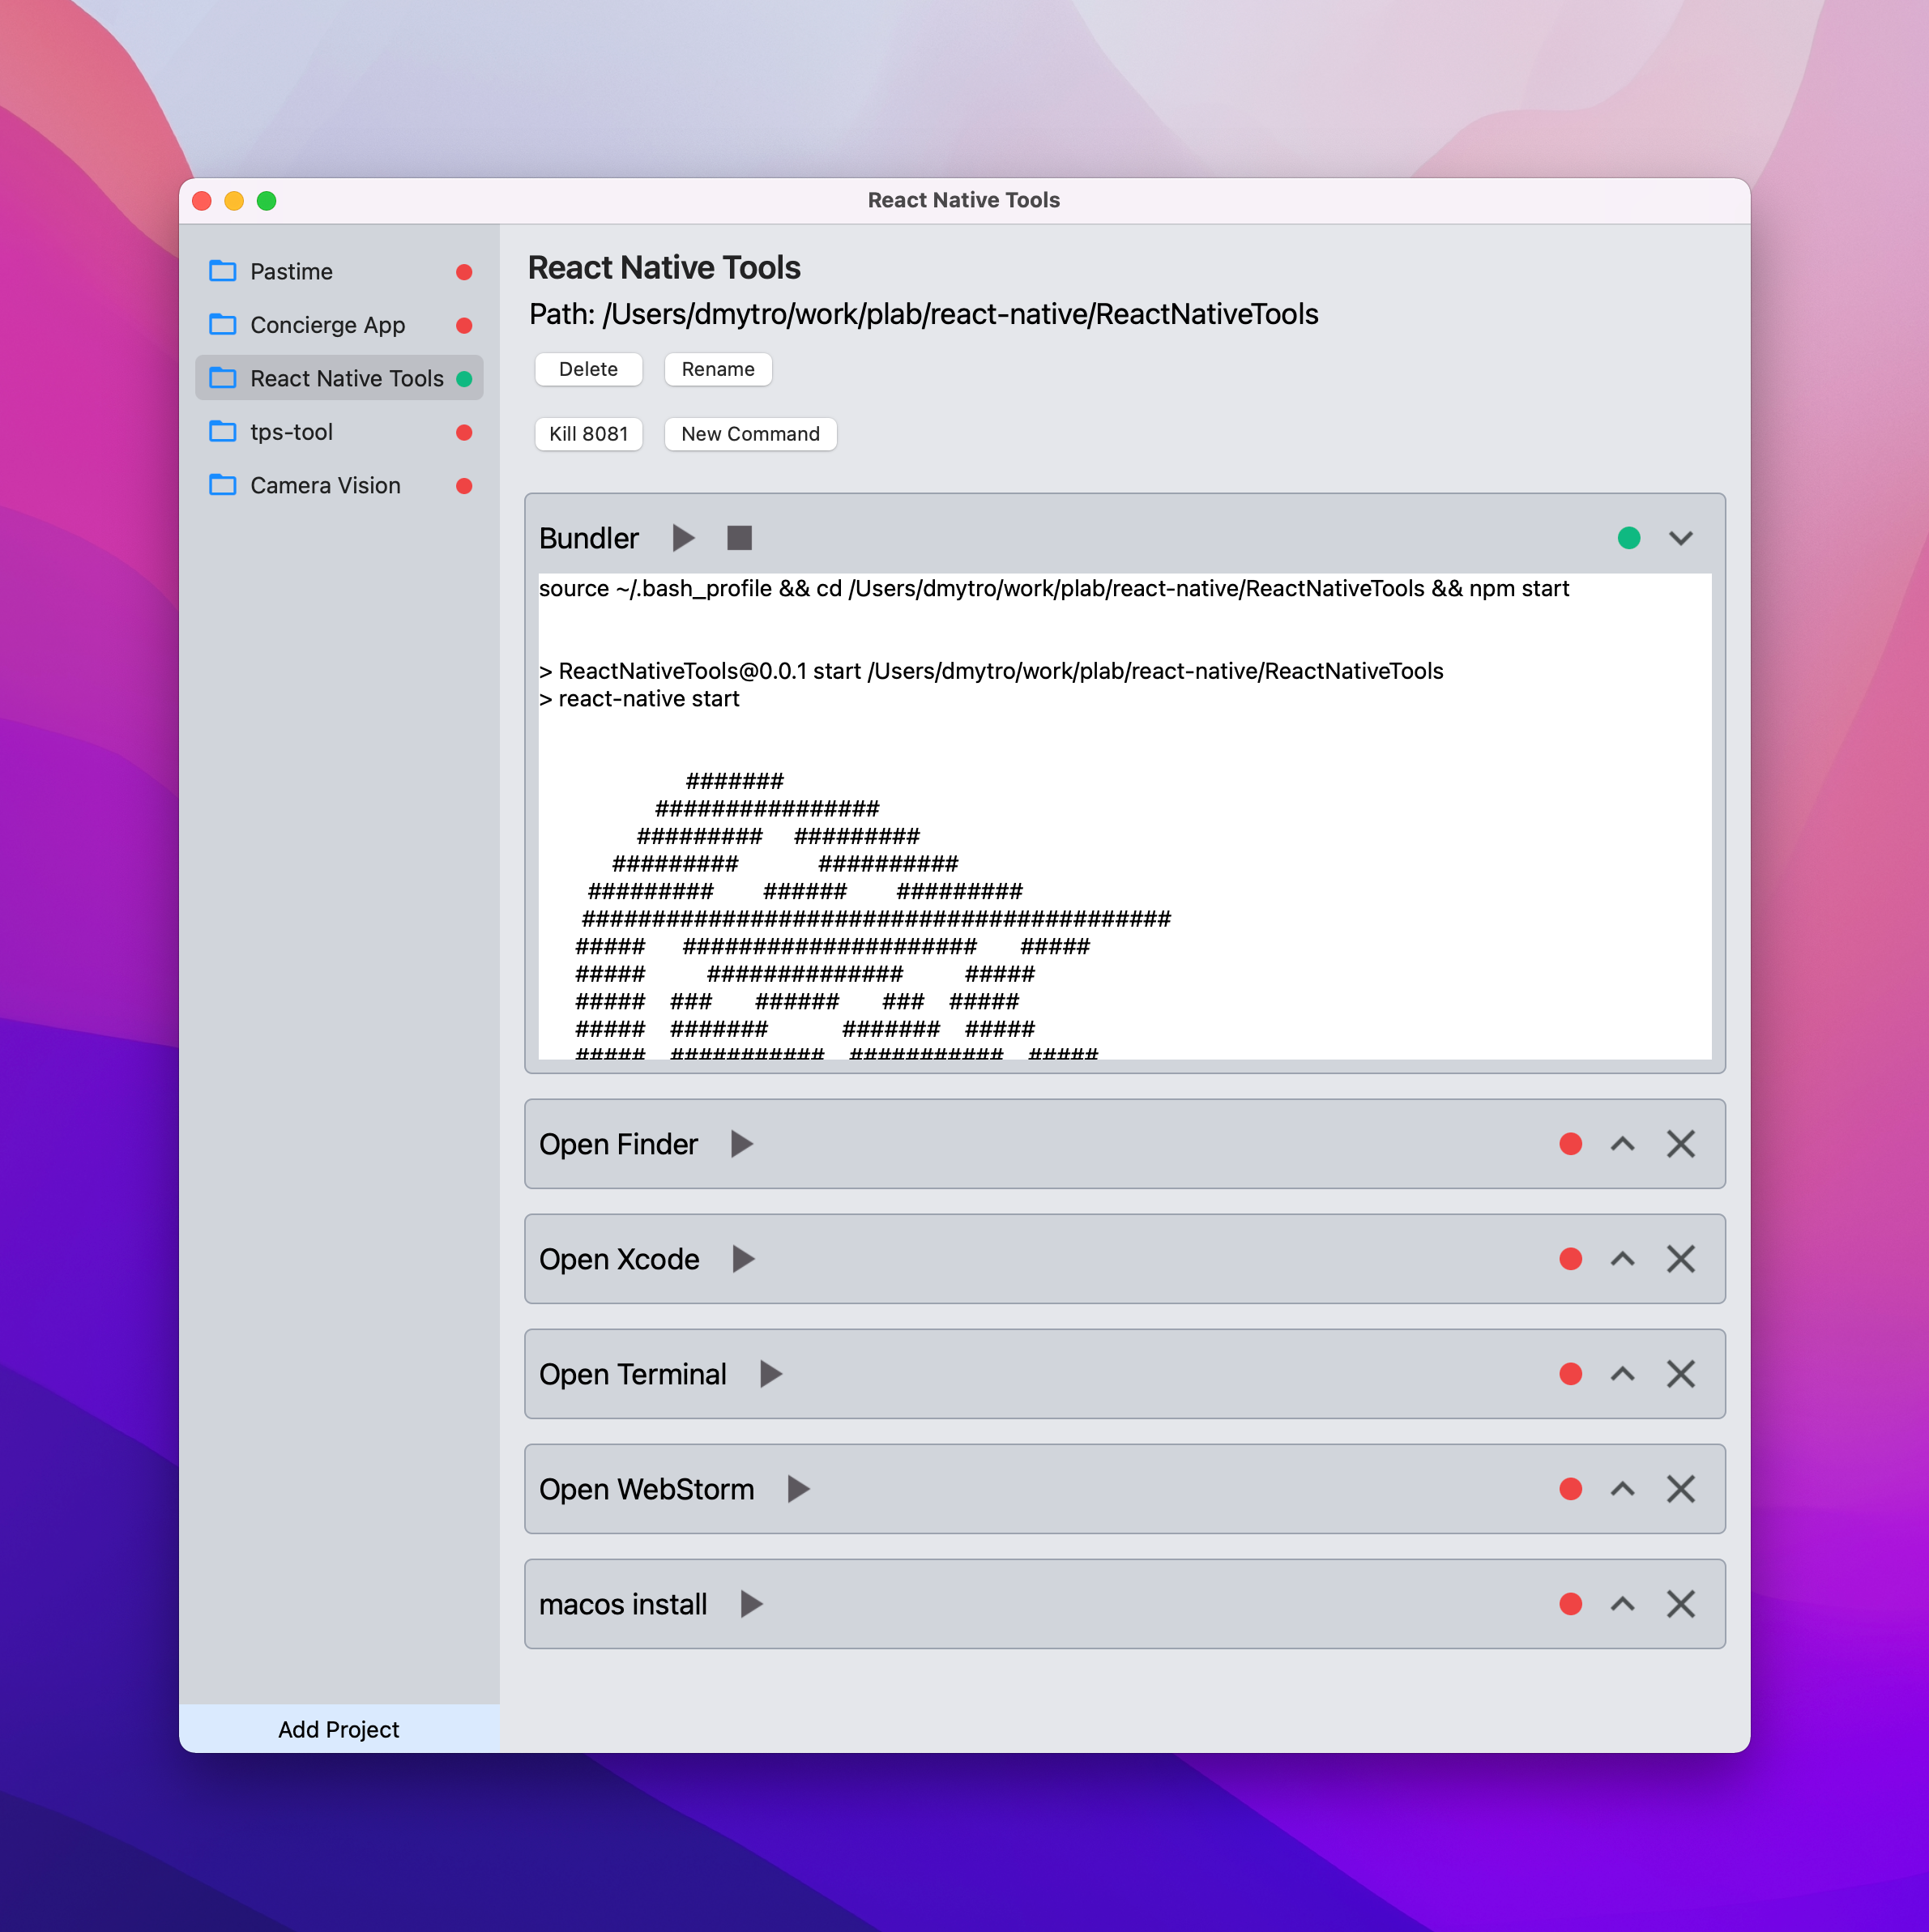 React Native Tools
Pastime
Concierge App
React Native Tools
tps-tool
Camera Vision
Add Project
React Native Tools
Path: /Users/dmytro/work/plab/react-native/ReactNativeTools
Delete Rename
Kill 8081 New Command
Bundler
source ~/.bash_profile && cd /Users/dmytro/work/plab/react-native/ReactNativeTools && npm start
> ReactNativeTools@0.0.1 start /Users/dmytro/work/plab/react-native/ReactNativeTools
> react-native start
#######
################
######### #########
######### ##########
######### ###### #########
##########################################
##### ##################### #####
##### ############## #####
##### ### ###### ### #####
##### ####### ####### #####
##### ########### ########### #####
Open Finder
Open Xcode
Open Terminal
Open WebStorm
macos install